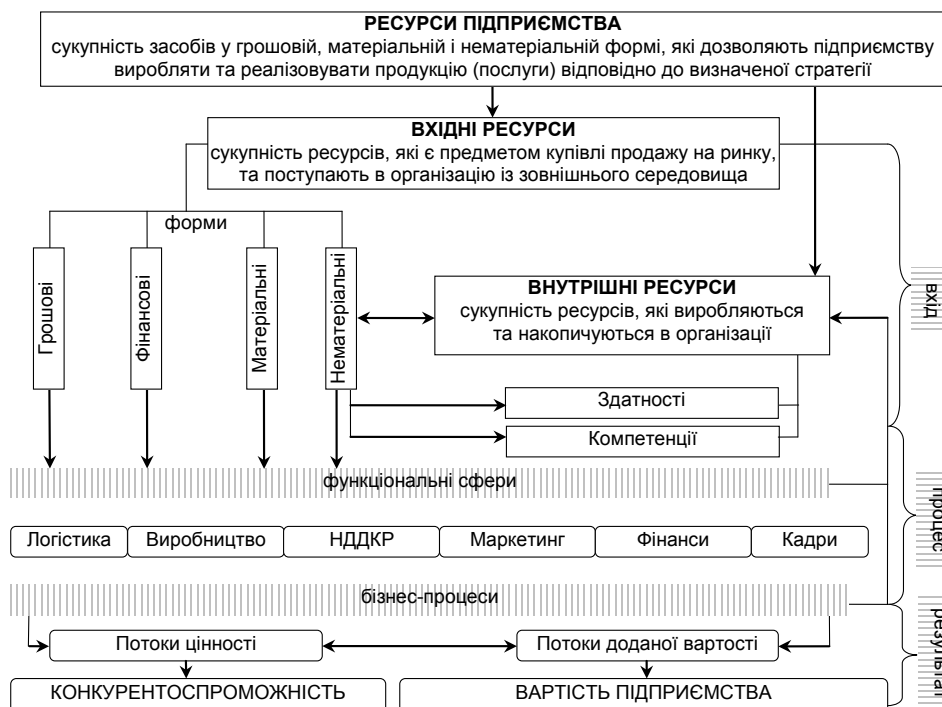 РЕСУРСИ ПІДПРИЄМСТВА
сукупність засобів у грошовій, матеріальній і нематеріальній формі, які дозволяють підприємству
виробляти та реалізовувати продукцію (послуги) відповідно до визначеної стратегії
ВХІДНІ РЕСУРСИ
сукупність ресурсів, які є предметом купівлі продажу на ринку,
та поступають в організацію із зовнішнього середовища
форми
Грошові
Фінансові
Матеріальні
Нематеріальні
ВНУТРІШНІ РЕСУРСИ
сукупність ресурсів, які виробляються
та накопичуються в організації
вхід
Здатності
Компетенції
функціональні сфери
процес
Логістика
Виробництво
НДДКР
Маркетинг
Фінанси
Кадри
бізнес-процеси
результат
Потоки цінності
Потоки доданої вартості
КОНКУРЕНТОСПРОМОЖНІСТЬ
ВАРТІСТЬ ПІДПРИЄМСТВА